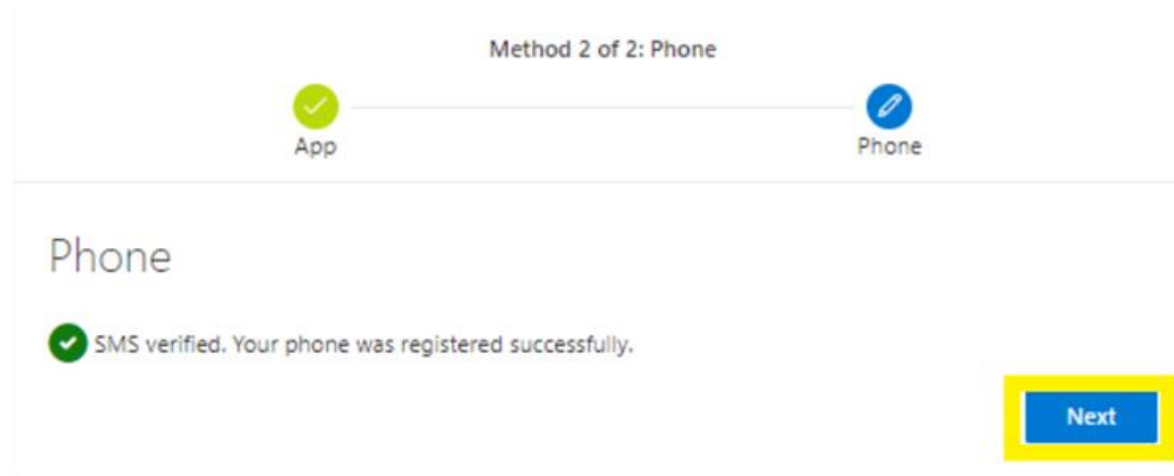 Method 2 of 2: Phone
App
Phone
Phone
SMS verified. Your phone was registered successfully.
Next